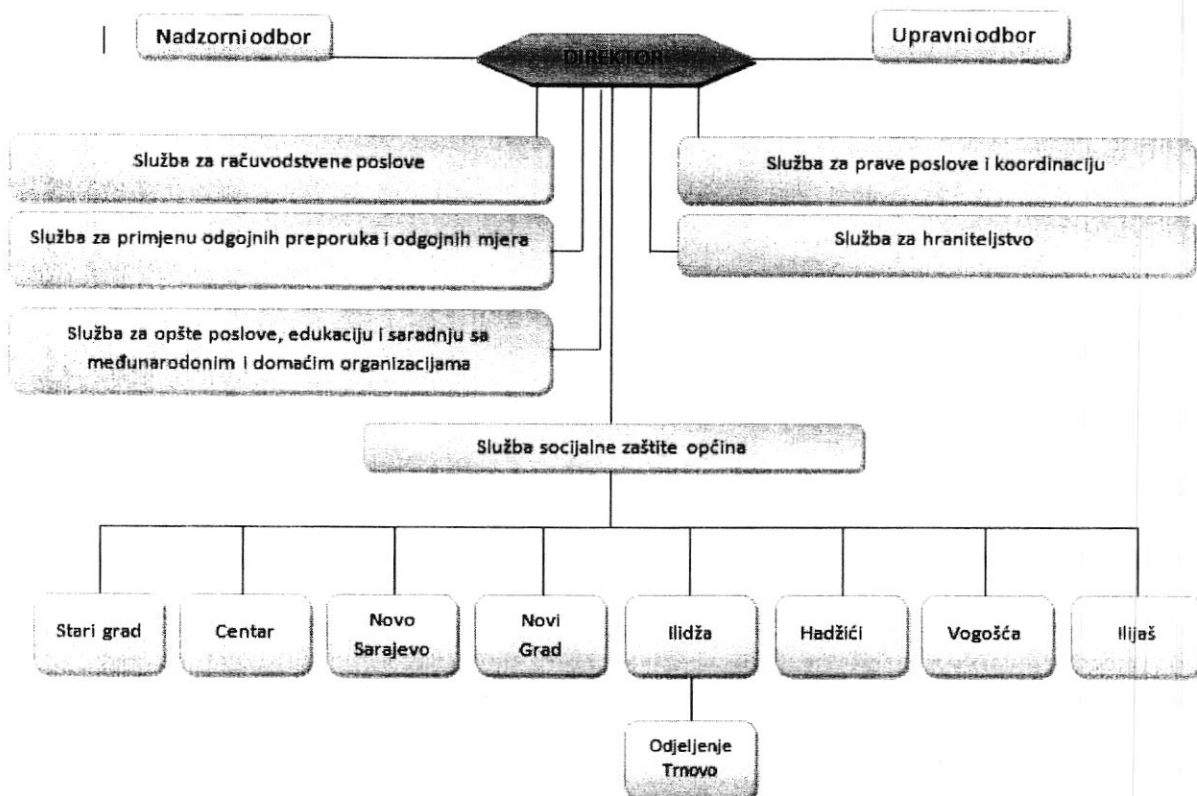 Nadzorni odbor
DIREKTOR
Upravni odbor
Služba za računovodstvene poslove
Služba za prave poslove i koordinaciju
Služba za primjenu odgojnih preporuka i odgojnih mjera
Služba za hraniteljstvo
Služba za opšte poslove, edukaciju i saradnju sa
međunarodonim i domaćim organizacijama
Služba socijalne zaštite općina
Stari grad
Centar
Novo
Sarajevo
Novi
Grad
Ilidža
Hadžići
Vogošća
Ilijaš
Odjeljenje
Trnovo